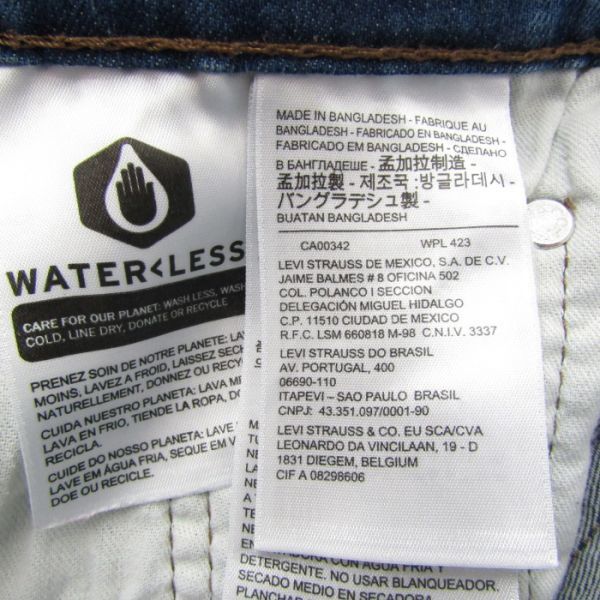 WATER<LESS
CARE FOR OUR PLANET: WASH LESS, WASH
COLD, LINE DRY, DONATE OR RECYCLE
PRENEZ SOIN DE NOTRE PLANETE: LAV
MOINS, LAVEZ A FROID, LAISSEZ SECH
NATURELLEMENT, DONNEZ OU RECY
CUIDA NUESTRO PLANETA: LAVA ME
LAVA EN FRIO, TIENDE LA ROPA, DO
RECICLA.
CUIDE DO NOSSO PLANETA: LAVE
LAVE EM ÁGUA FRIA, SEQUE EM V
DOE OU RECICLE.
MADE IN BANGLADESH - FABRIQUE AU
BANGLADESH - FABRICADO EN BANGLADESH -
FABRICADO EM BANGLADESH - СДЕЛАНО
В БАНГЛАДЕШЕ - 孟加拉制造 -
孟加拉製 - 제조국 :방글라데시 -
バングラデシュ製 -
BUATAN BANGLADESH
CA00342 WPL 423
LEVI STRAUSS DE MEXICO, S.A. DE C.V.
JAIME BALMES # 8 OFICINA 502
COL. POLANCO I SECCION
DELEGACIÓN MIGUEL HIDALGO
C.P. 11510 CIUDAD DE MEXICO
R.F.C. LSM 660818 M-98 C.N.I.V. 3337
LEVI STRAUSS DO BRASIL
AV. PORTUGAL, 400
06690-110
ITAPEVI – SAO PAULO BRASIL
CNPJ: 43.351.097/0001-90
LEVI STRAUSS & CO. EU SCA/CVA
LEONARDO DA VINCILAAN, 19 - D
1831 DIEGEM, BELGIUM
CIF A 08298606
LAVADORA CON AGUA FRIA Y
DETERGENTE. NO USAR BLANQUEADOR.
SECADO MEDIO EN SECADORA